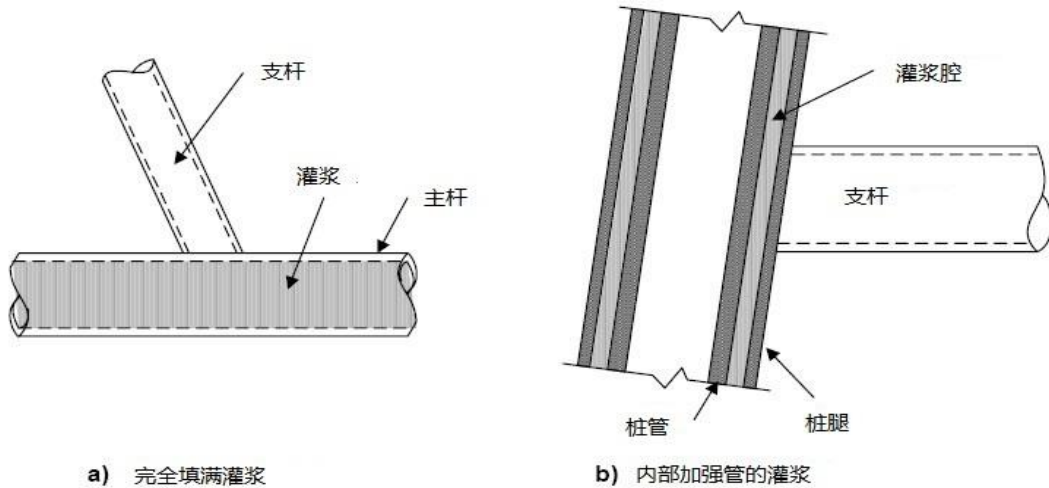 支杆
灌浆
主杆
a) 完全填满灌浆
灌浆腔
支杆
桩管
桩腿
b) 内部加强管的灌浆